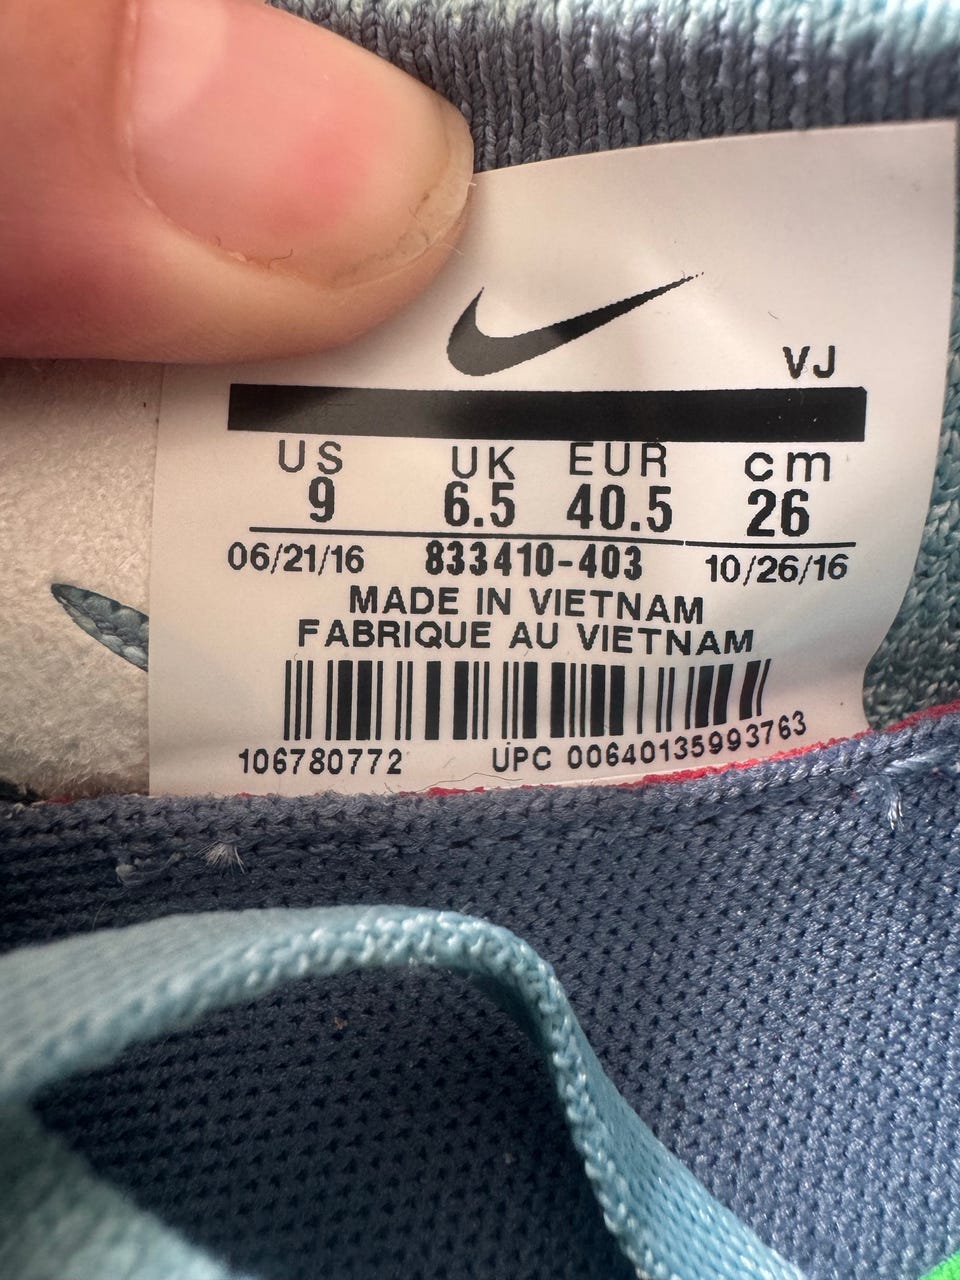 VJ
US UK EUR cm
9 6.5 40.5 26
06/21/16 833410-403 10/26/16
MADE IN VIETNAM
FABRIQUE AU VIETNAM
106780772 UPC 00640135993763